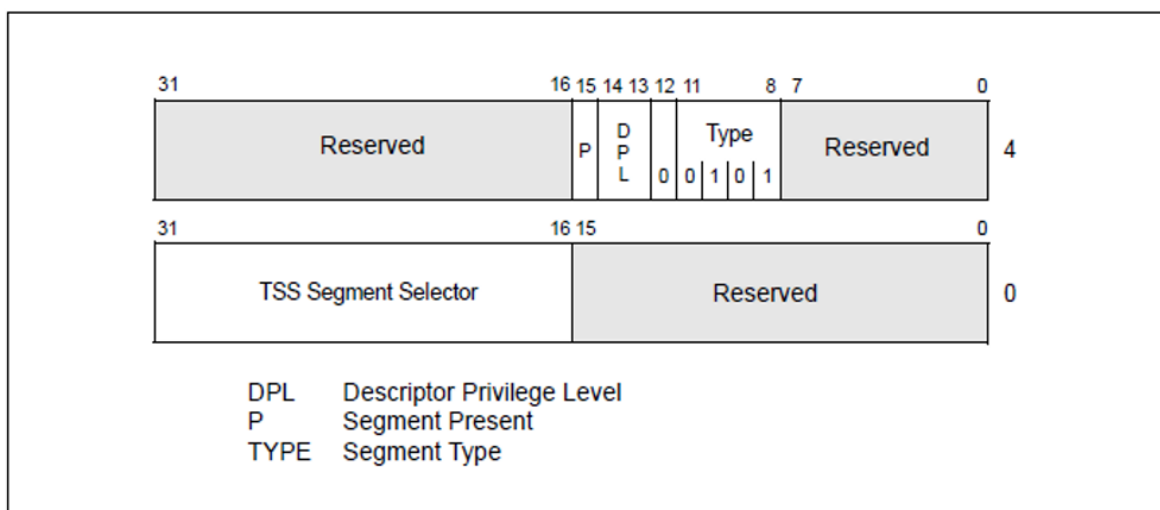 31 16 15 14 13 12 11 8 7 0
Reserved P DPL 0 Type 0 1 0 1 Reserved 4
31 16 15 0
TSS Segment Selector Reserved 0
DPL Descriptor Privilege Level
P Segment Present
TYPE Segment Type